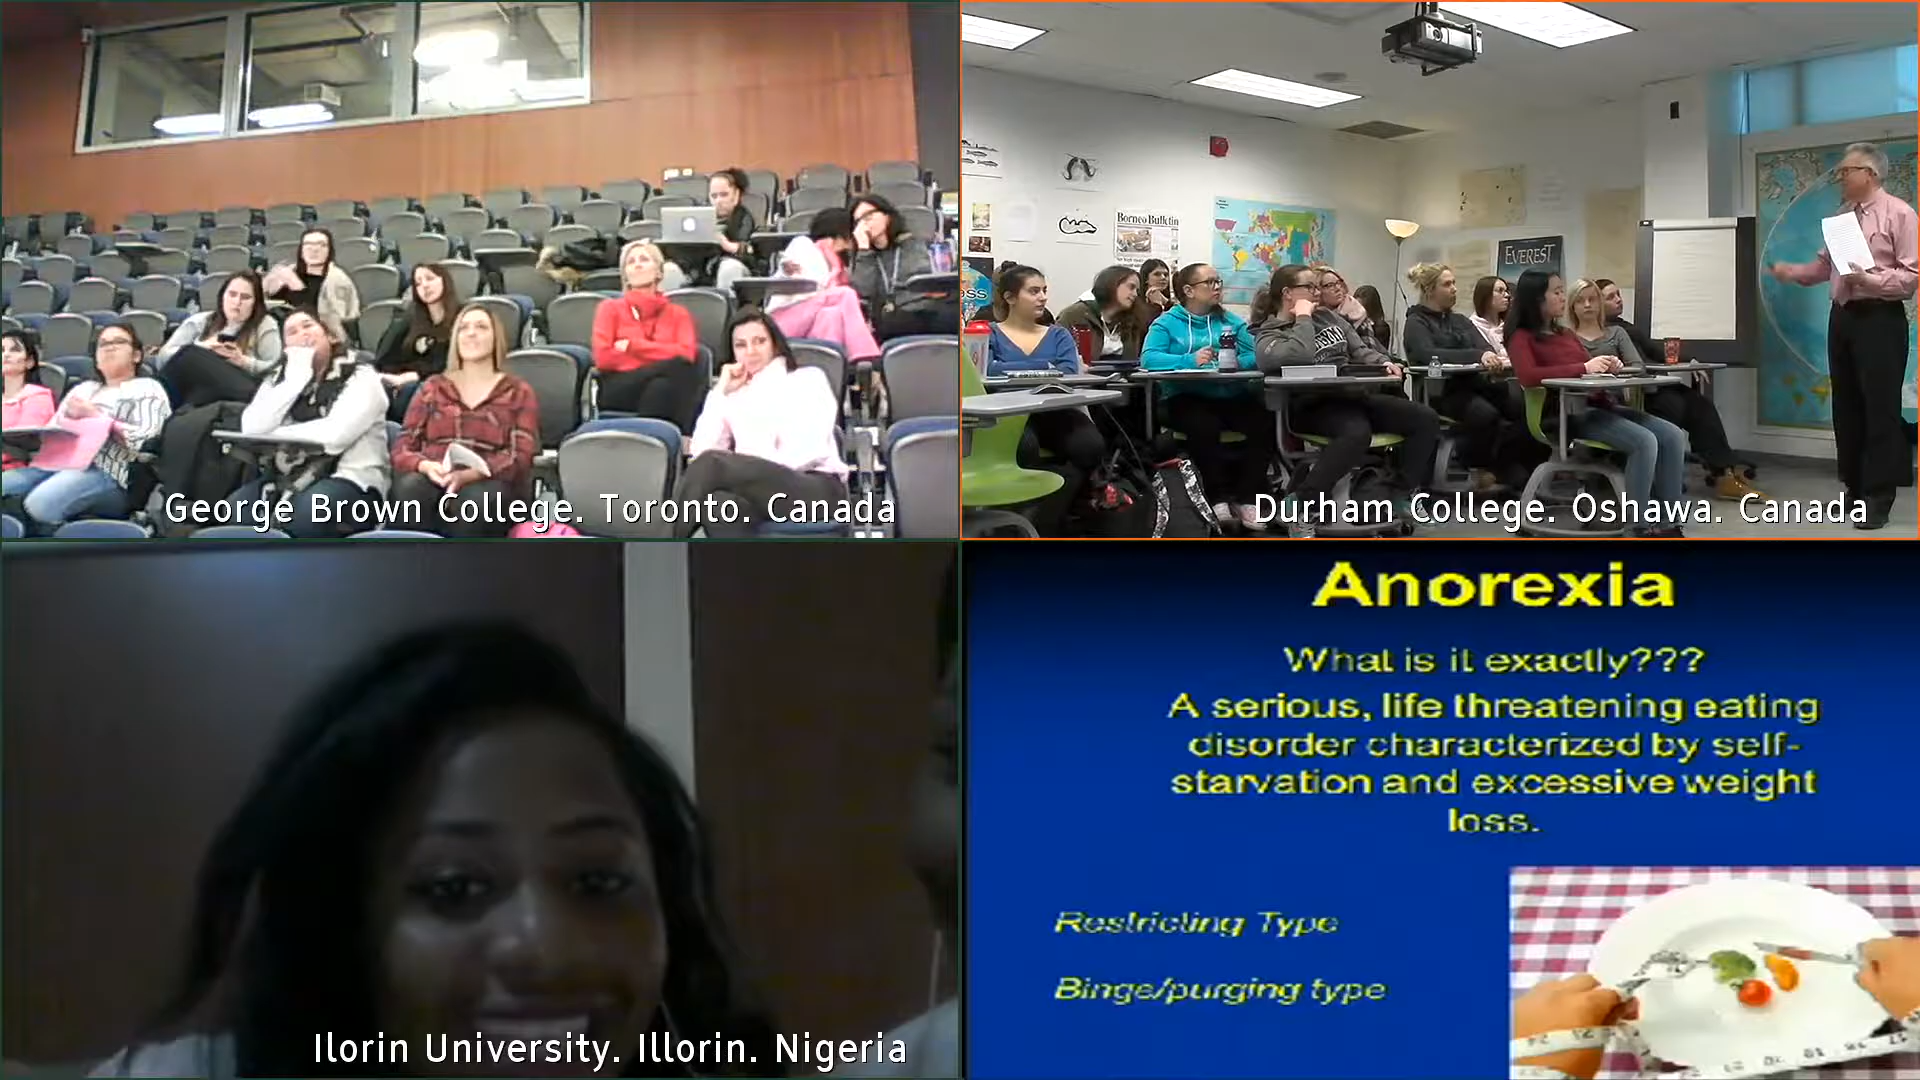 Borneo Bulletin
EVEREST
George Brown College. Toronto. Canada
Durham College. Oshawa. Canada
Anorexia
What is it exactly???
A serious, life threatening eating
disorder characterized by self-
starvation and excessive weight
loss.
Restricting Type
Binge/purging type
Ilorin University. Illorin. Nigeria